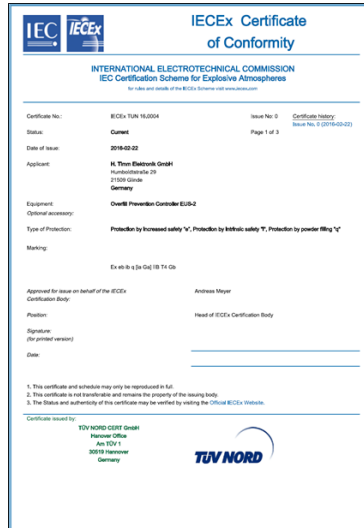 IEC
IECEx
IECEx Certificate
of Conformity
INTERNATIONAL ELECTROTECHNICAL COMMISSION
IEC Certification Scheme for Explosive Atmospheres
for rules and details of the IECEx Scheme visit www.iecex.com
Certificate No.: IECEx TUN 16.0004 Issue No: 0 Certificate history:
Issue No. 0 (2016-02-22)
Status: Current Page 1 of 3
Date of Issue: 2016-02-22
Applicant: H. Timm Elektronik GmbH
Humboldtstraße 29
21509 Glinde
Germany
Equipment: Overfill Prevention Controller EUS-2
Optional accessory:
Type of Protection: Protection by increased safety "e", Protection by intrinsic safety "i", Protection by powder filling "q"
Marking:
Ex eb ib q [ia Ga] IIB T4 Gb
Approved for issue on behalf of the IECEx Andreas Meyer
Certification Body:
Position: Head of IECEx Certification Body
Signature:
(for printed version)
Date:
1. This certificate and schedule may only be reproduced in full.
2. This certificate is not transferable and remains the property of the issuing body.
3. The Status and authenticity of this certificate may be verified by visiting the Official IECEx Website.
Certificate issued by:
TÜV NORD CERT GmbH
Hanover Office
Am TÜV 1
30519 Hannover
Germany
TÜV NORD